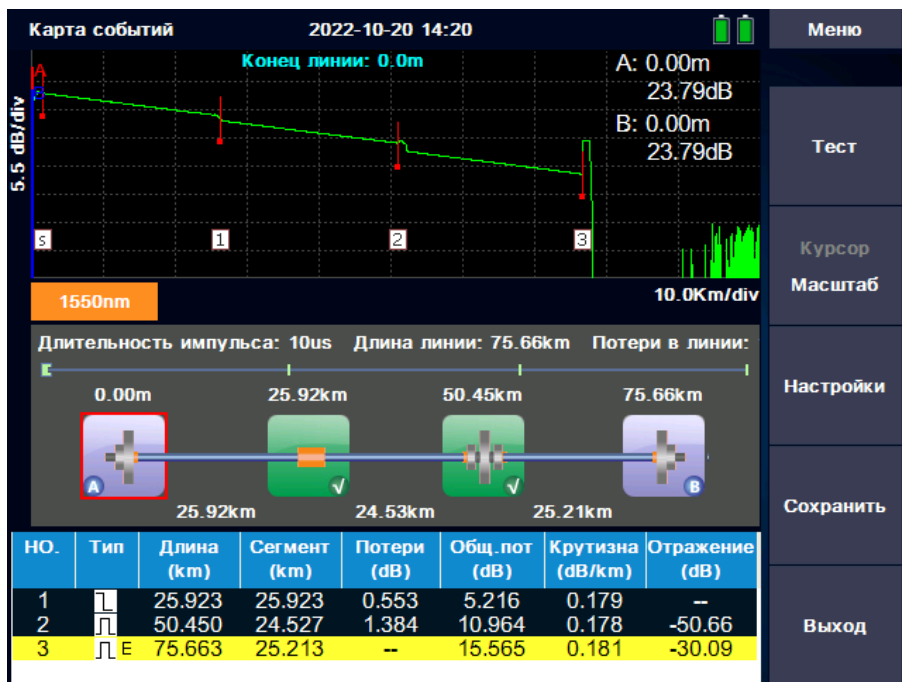 Карта событий 2022-10-20 14:20 Меню
Конец линии: 0.0m
A: 0.00m
23.79dB
B: 0.00m
23.79dB
A
B
5.5 dB/div
s 1 2 3
1550nm 10.0Km/div
Тест
Курсор
Масштаб
Настройки
Сохранить
Выход
Длительность импульса: 10us Длина линии: 75.66km Потери в линии:
0.00m 25.92km 50.45km 75.66km
A √ √ B
25.92km 24.53km 25.21km
НО. Тип Длина (km) Сегмент (km) Потери (dB) Общ.пот (dB) Крутизна (dB/km) Отражение (dB)
1 25.923 25.923 0.553 5.216 0.179 --
2 50.450 24.527 1.384 10.964 0.178 -50.66
3 E 75.663 25.213 -- 15.565 0.181 -30.09